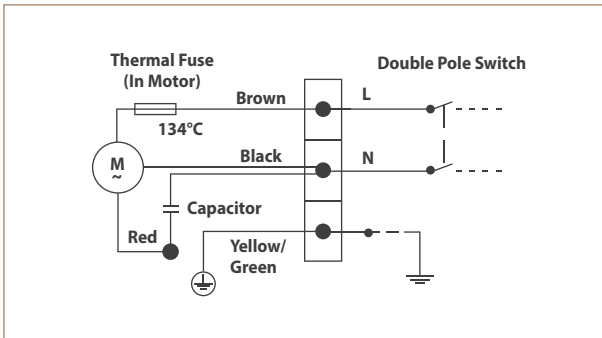 Thermal Fuse
(In Motor)
Double Pole Switch
Brown
L
134°C
Black
N
M
~
Capacitor
Red
Yellow/
Green